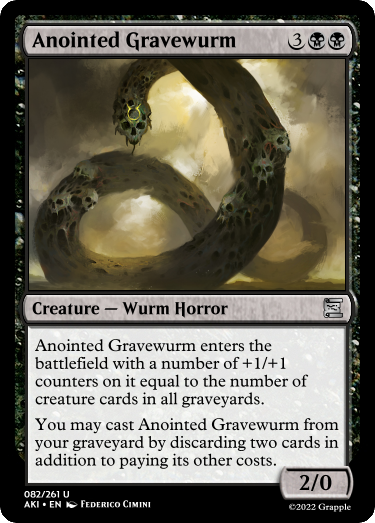 Anointed Gravewurm 3
Creature — Wurm Horror
Anointed Gravewurm enters the
battlefield with a number of +1/+1
counters on it equal to the number of
creature cards in all graveyards.
You may cast Anointed Gravewurm from
your graveyard by discarding two cards in
addition to paying its other costs.
2/0
082/261 U
AKI • EN Federico Cimini
©2022 Grapple